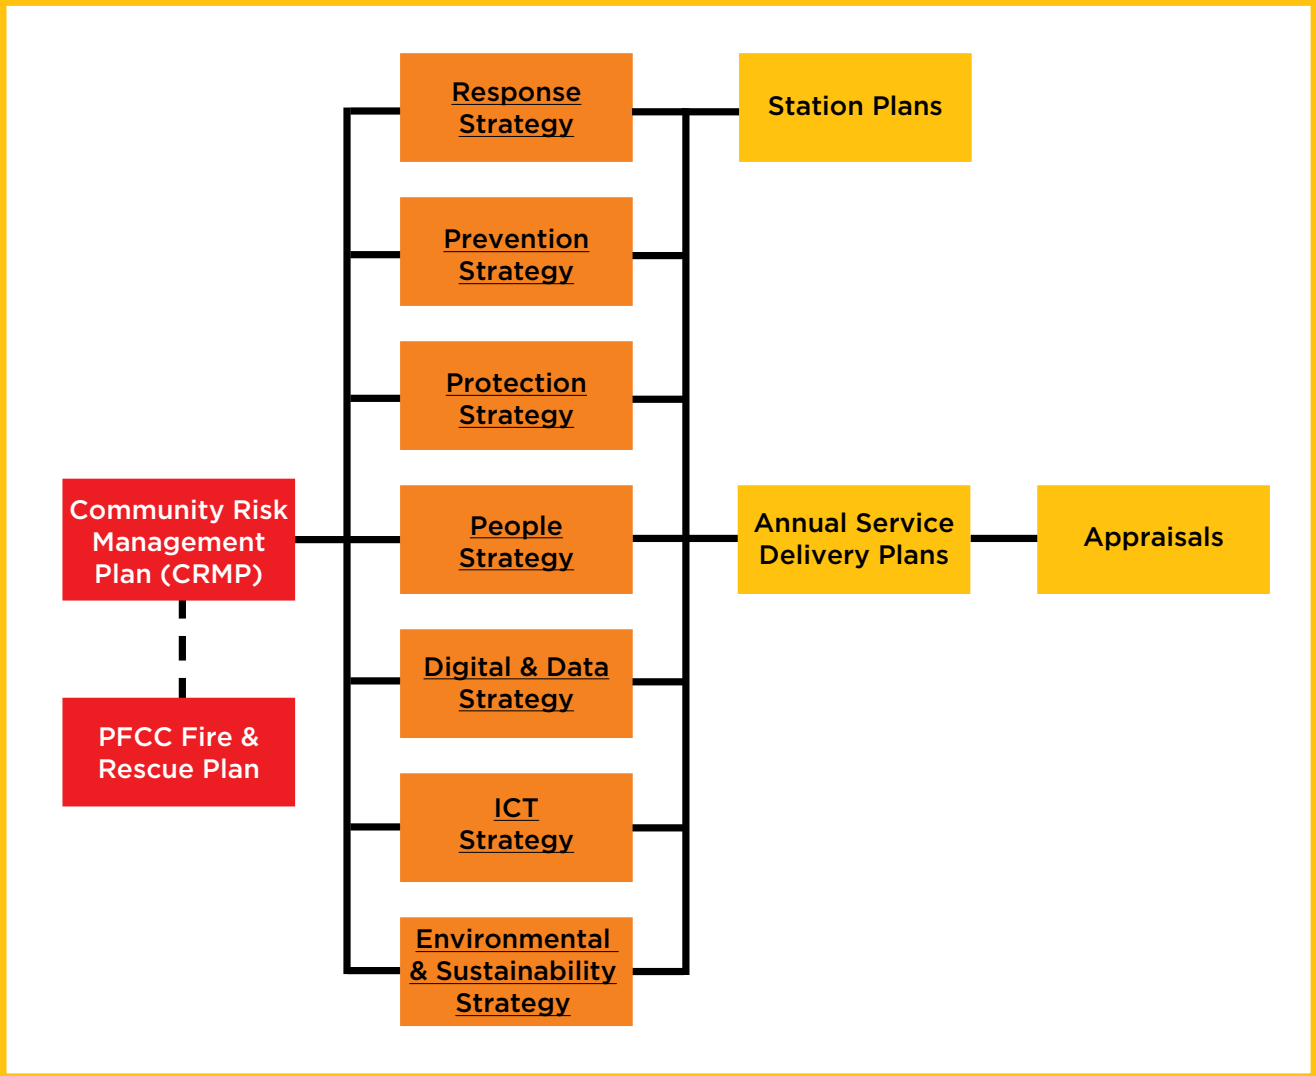 Community Risk
Management
Plan (CRMP)
PFCC Fire &
Rescue Plan
Response
Strategy
Prevention
Strategy
Protection
Strategy
People
Strategy
Digital & Data
Strategy
ICT
Strategy
Environmental
& Sustainability
Strategy
Station Plans
Annual Service
Delivery Plans
Appraisals